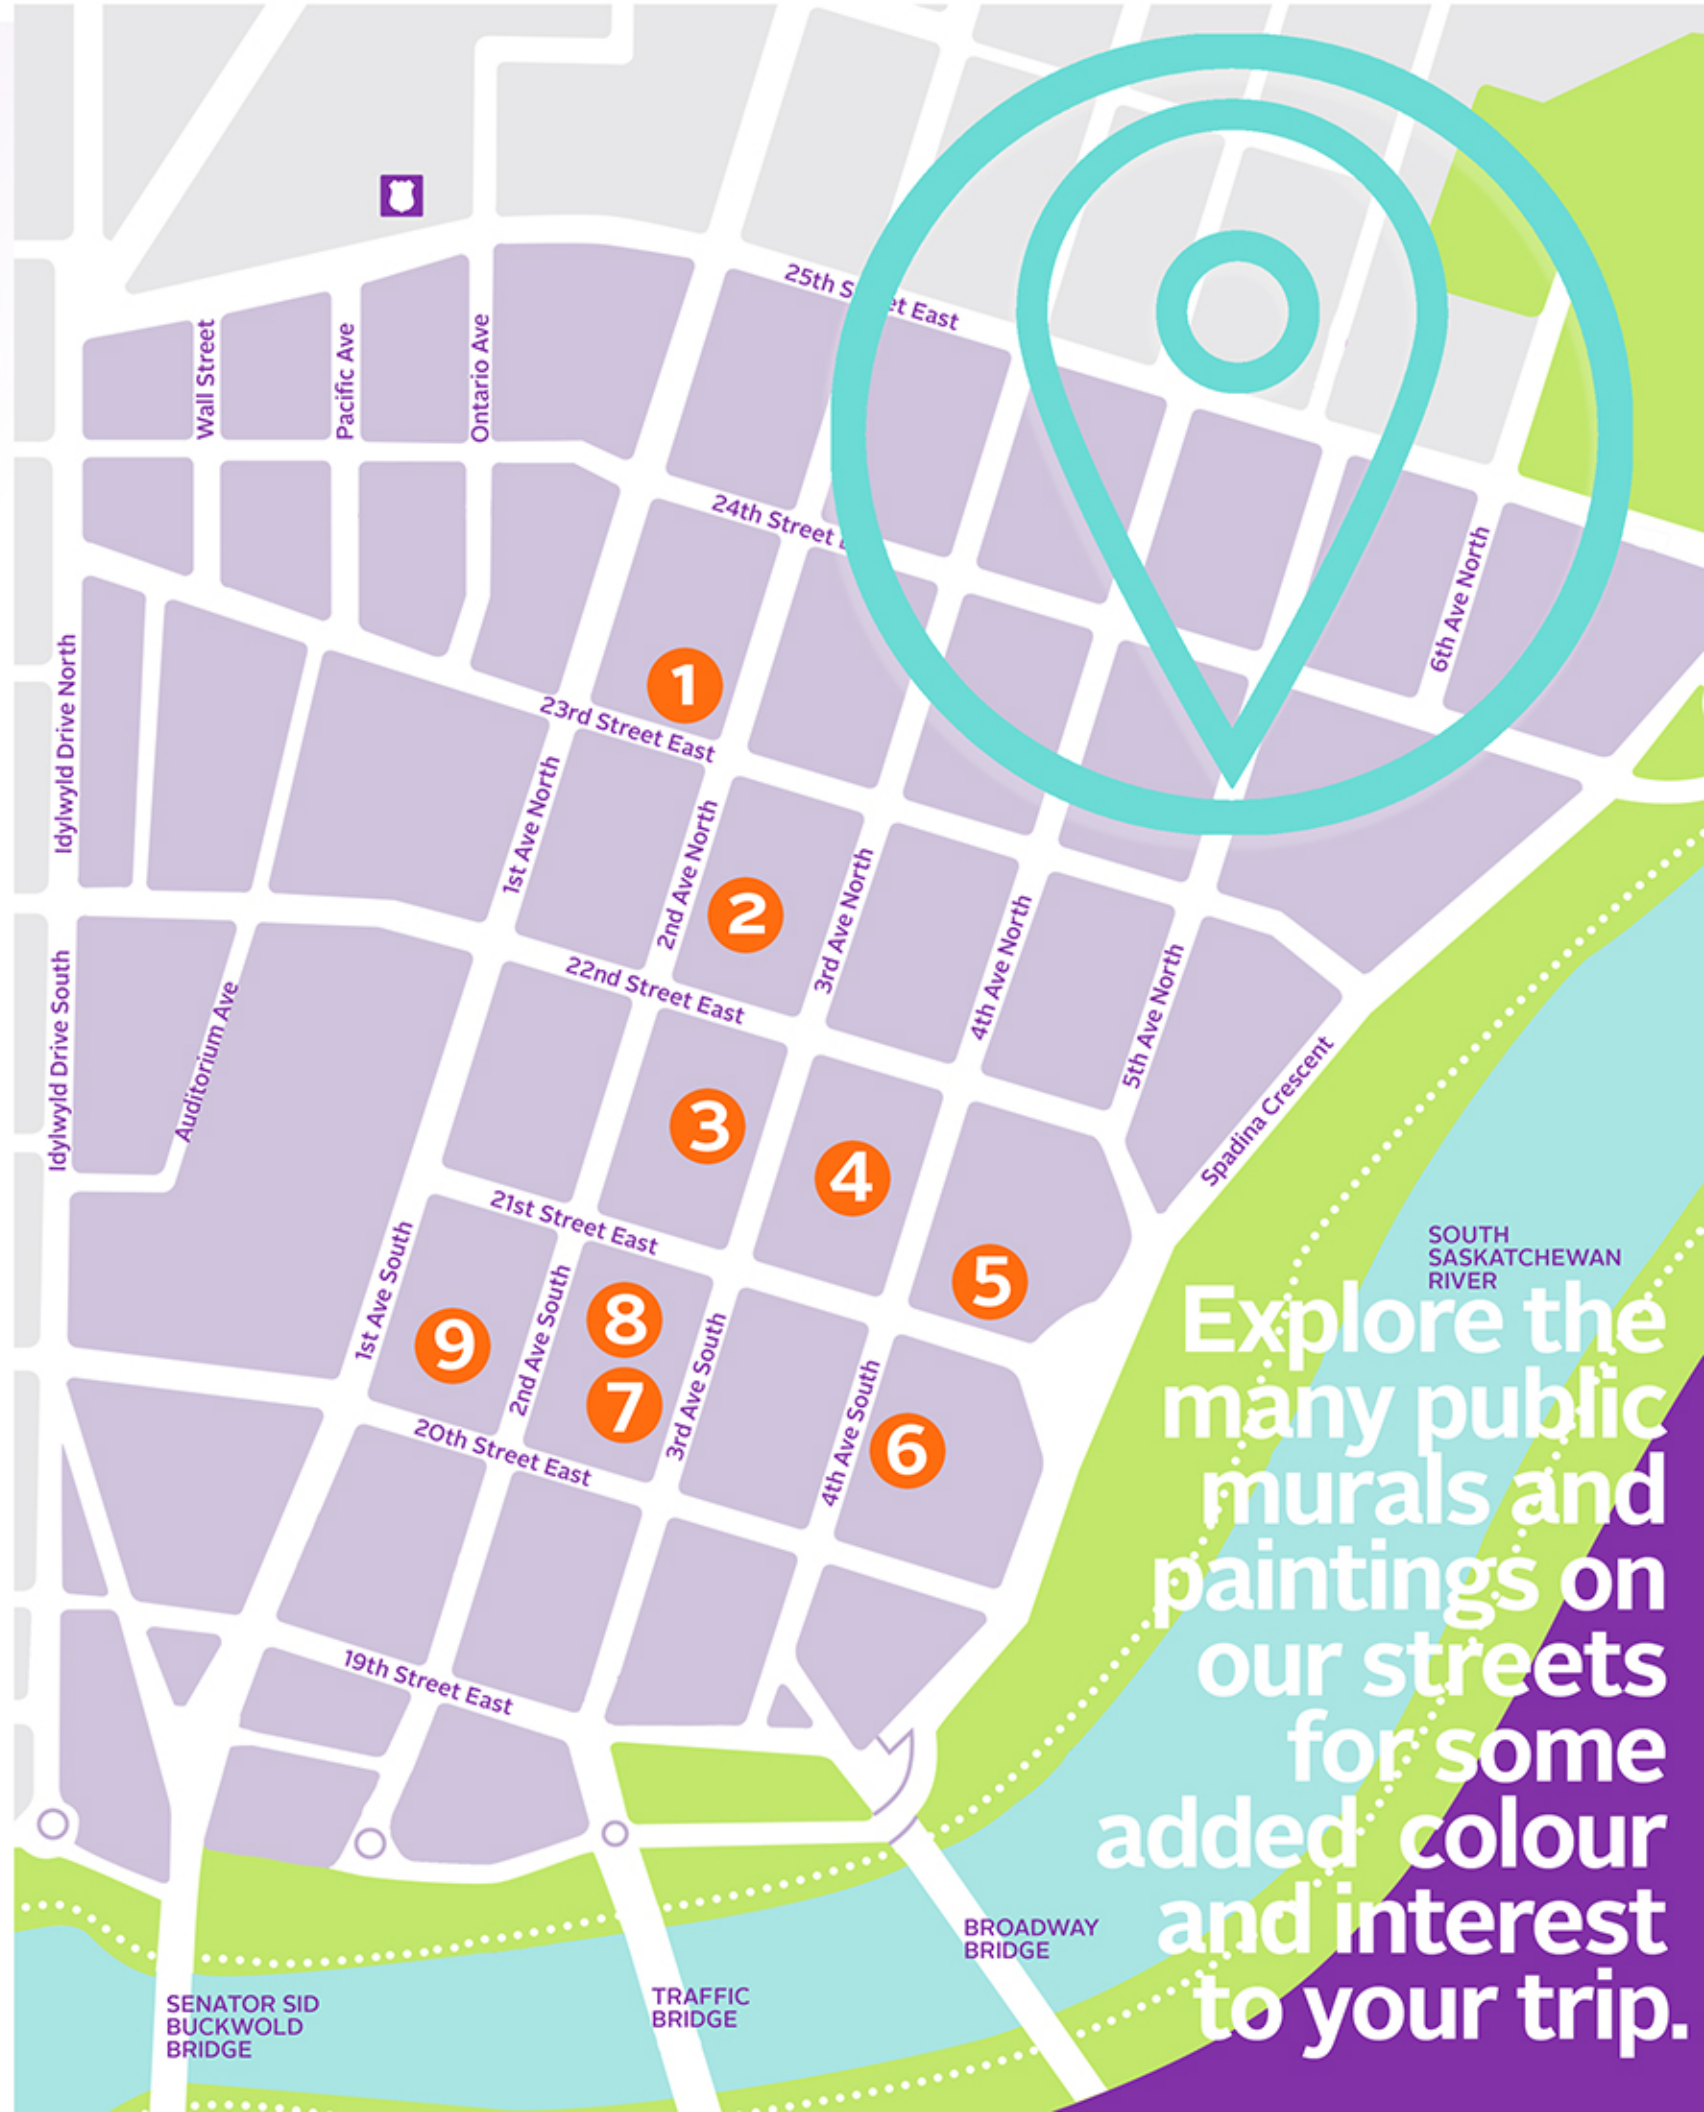 25th Street East
Wall Street
Pacific Ave
Ontario Ave
24th Street
6th Ave North
1
23rd Street East
Idylwyld Drive North
1st Ave North
2nd Ave North
2
3rd Ave North
4th Ave North
5th Ave North
22nd Street East
Idylwyld Drive South
Auditorium Ave
Spadina Crescent
3
4
21st Street East
1st Ave South
2nd Ave South
3rd Ave South
4th Ave South
5
8
9
7
6
20th Street East
19th Street East
SOUTH
SASKATCHEWAN
RIVER
Explore the
many public
murals and
paintings on
our streets
for some
added colour
and interest
to your trip.
BROADWAY
BRIDGE
TRAFFIC
BRIDGE
SENATOR SID
BUCKWOLD
BRIDGE